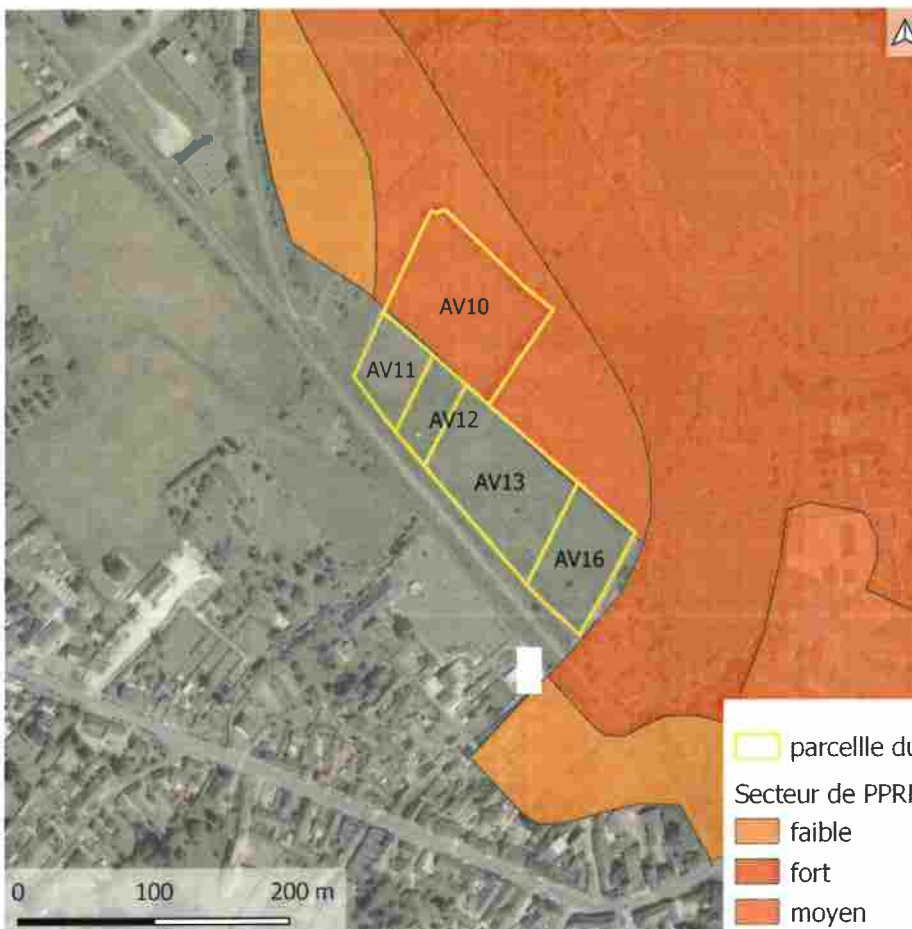 AV10
AV11
AV12
AV13
AV16
parcellle du
Secteur de PPRI
faible
fort
moyen
0 100 200 m